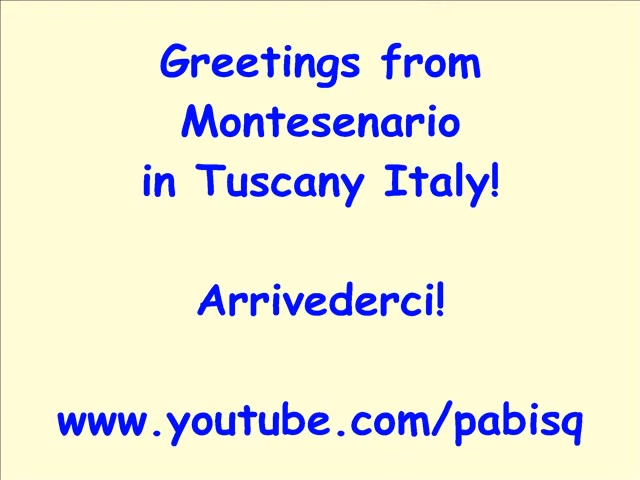 Greetings from
Montesenario
in Tuscany Italy!
Arrivederci!
www.youtube.com/pabisq